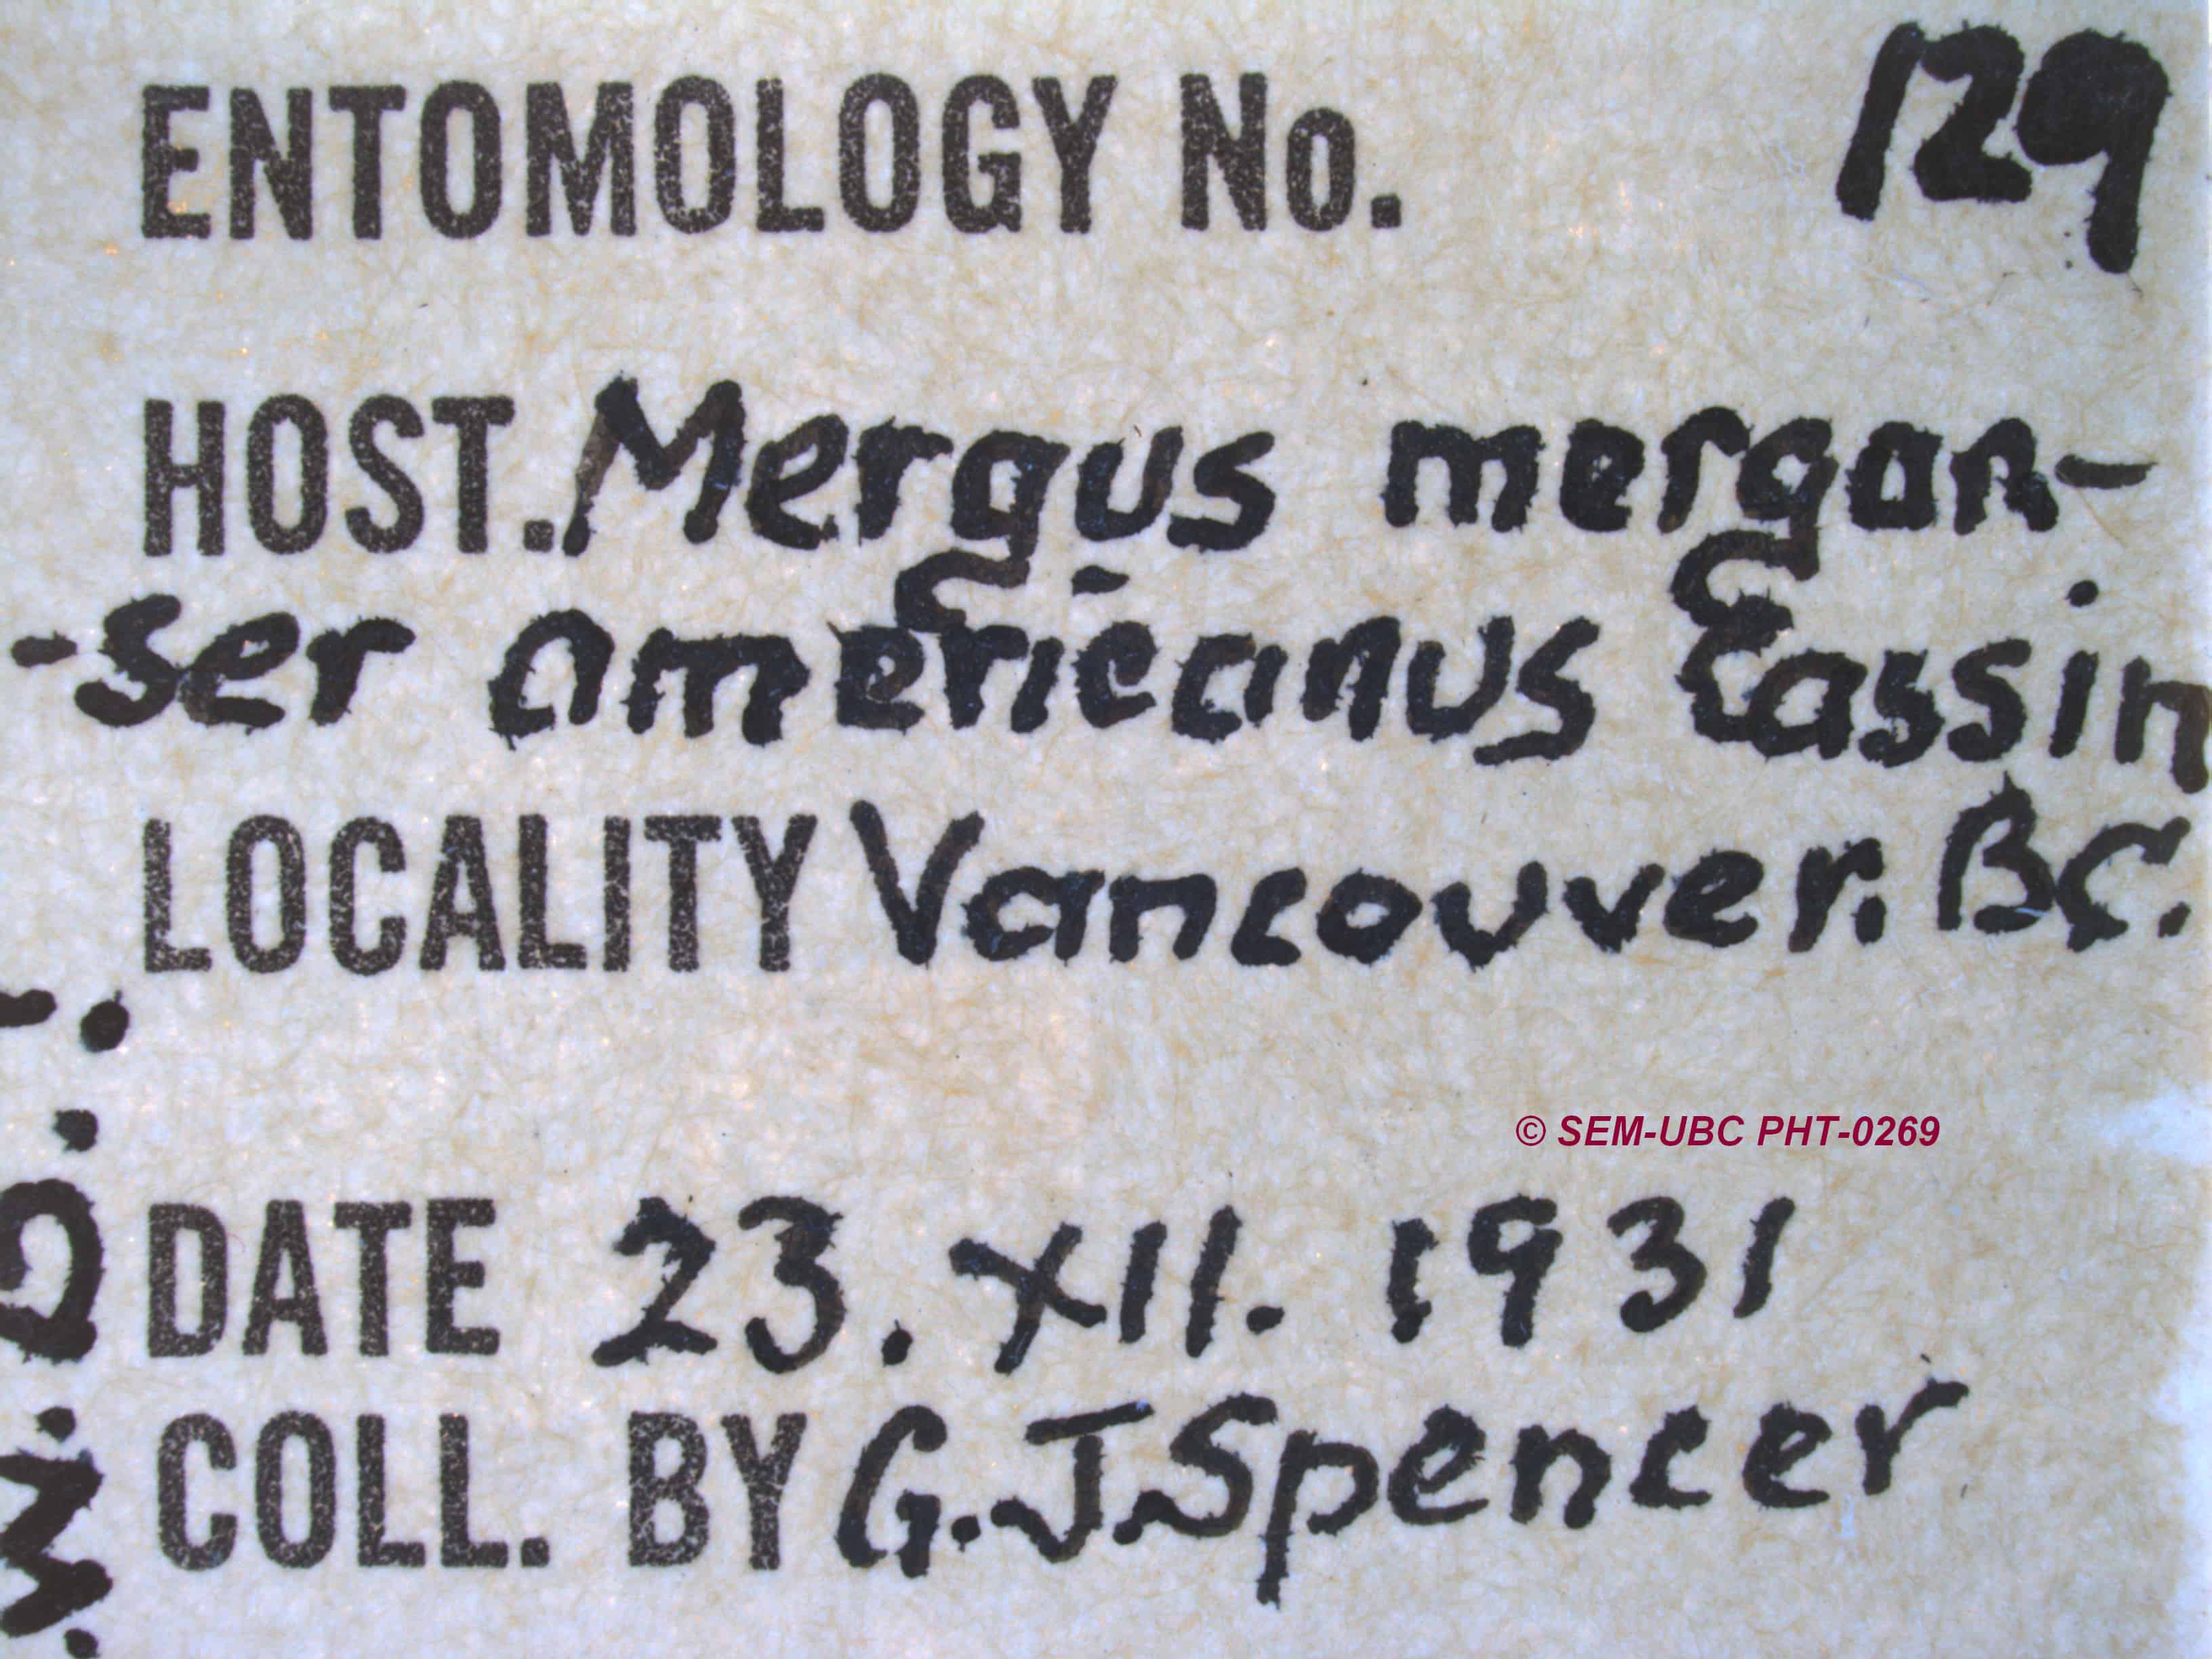 ENTOMOLOGY No. 129
HOST. Mergus mergan-
-ser americanus Cassin
LOCALITY Vancouver. B.C.
© SEM-UBC PHT-0269
DATE 23. XII. 1931
COLL. BY G.J. Spencer